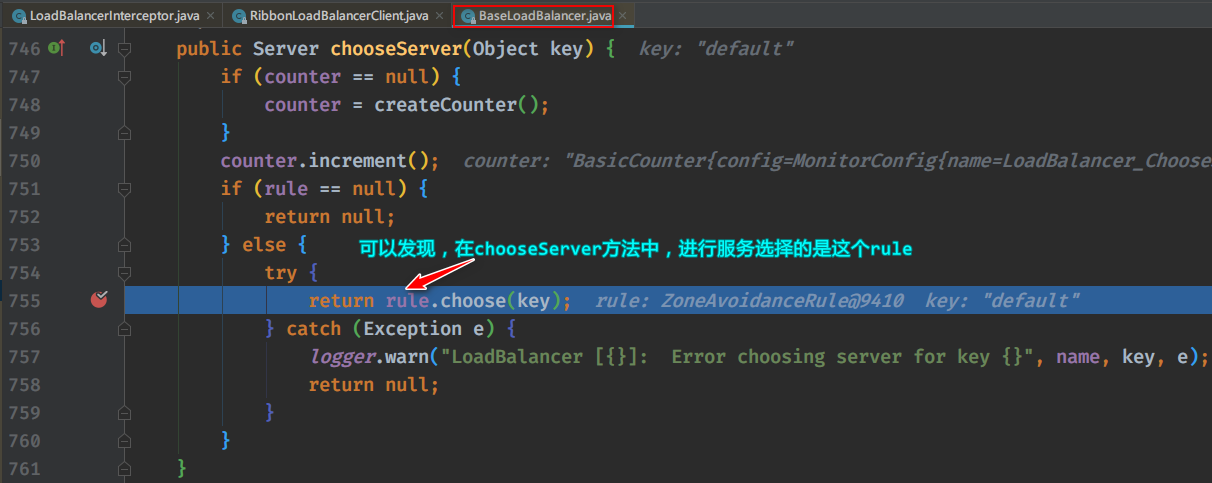 LoadBalancerInterceptor.java × RibbonLoadBalancerClient.java × BaseLoadBalancer.java ×
746 public Server chooseServer(Object key) { key: "default"
747 if (counter == null) {
748 counter = createCounter();
749 }
750 counter.increment(); counter: "BasicCounter{config=MonitorConfig{name=LoadBalancer_Choose
751 if (rule == null) {
752 return null;
753 } else { 可以发现，在chooseServer方法中，进行服务选择的是这个rule
754 try {
755 return rule.choose(key); rule: ZoneAvoidanceRule@9410 key: "default"
756 } catch (Exception e) {
757 logger.warn("LoadBalancer [{}]:  Error choosing server for key {}", name, key, e);
758 return null;
759 }
760 }
761 }